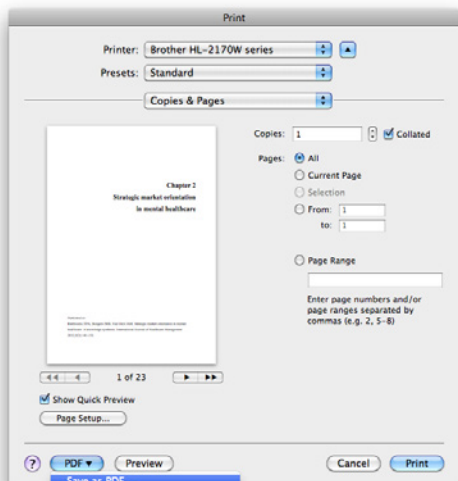 Print
Printer: Brother HL-2170W series
Presets: Standard
Copies & Pages
Copies: 1 Collated
Pages: All
Current Page
Selection
From: 1
to: 1
Page Range
Enter page numbers and/or
page ranges separated by
commas (e.g. 2, 5-8)
Chapter 2
Strategic market orientation
in mental healthcare
1 of 23
Show Quick Preview
Page Setup...
? PDF Preview Cancel Print
Save as PDF